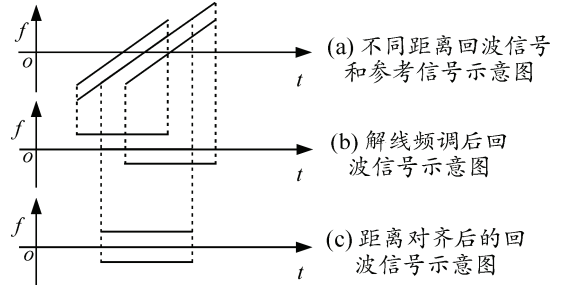 f
o
t
(a) 不同距离回波信号
和参考信号示意图
f
o
t
(b) 解线频调后回
波信号示意图
f
o
t
(c) 距离对齐后的回
波信号示意图